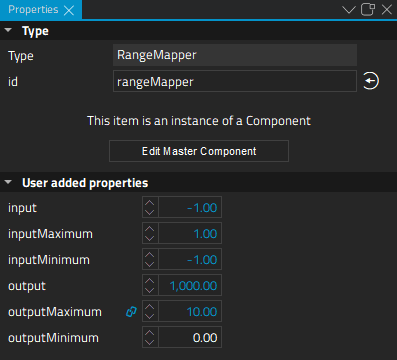 Properties
Type
Type RangeMapper
id rangeMapper
This item is an instance of a Component
Edit Master Component
User added properties
input -1.00
inputMaximum 1.00
inputMinimum -1.00
output 1,000.00
outputMaximum 10.00
outputMinimum 0.00